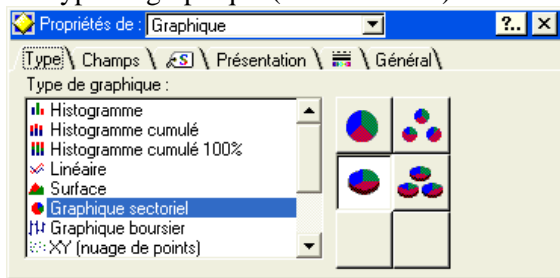 Propriétés de : Graphique ?..
Type Champs S Présentation Général
Type de graphique :
Histogramme
Histogramme cumulé
Histogramme cumulé 100%
Linéaire
Surface
Graphique sectoriel
Graphique boursier
XY (nuage de points)